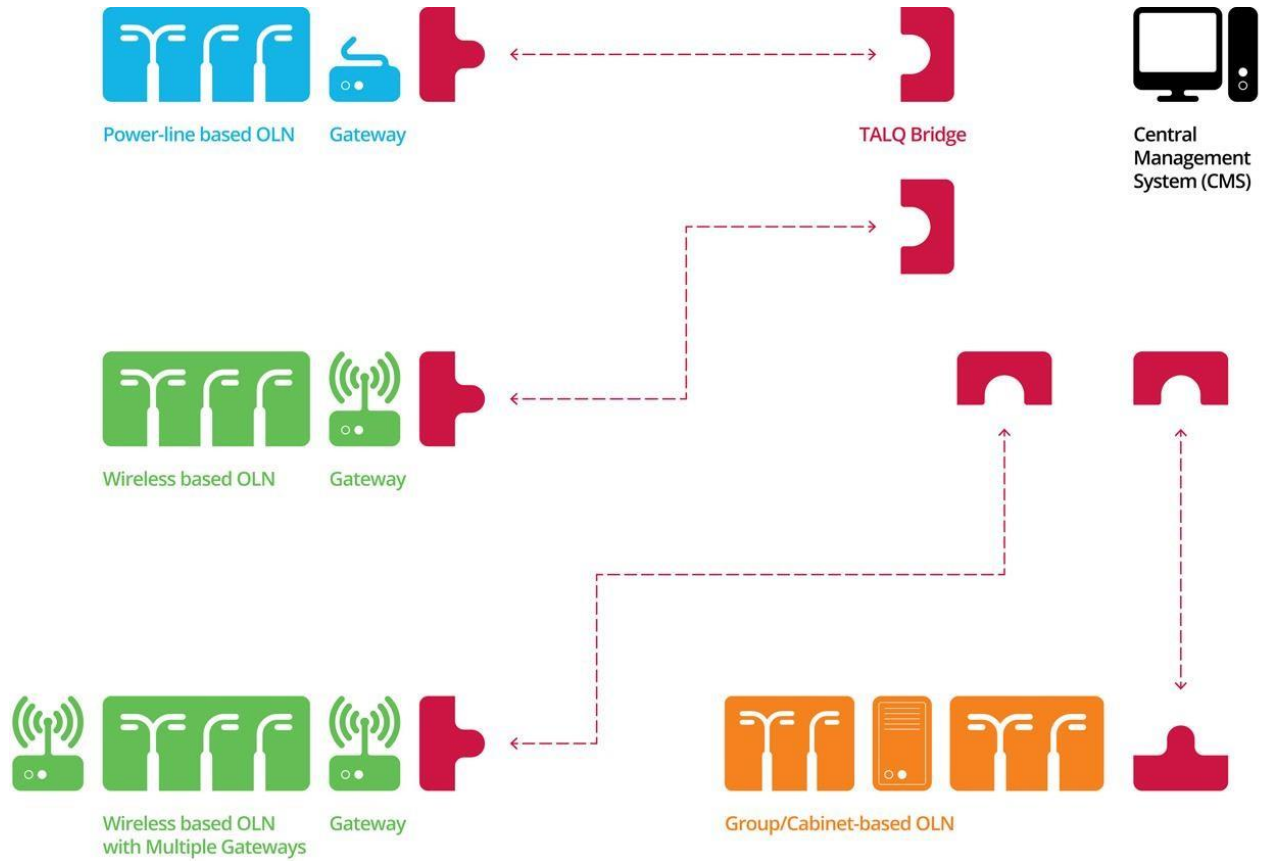 Power-line based OLN
Gateway
TALQ Bridge
Central
Management
System (CMS)
Wireless based OLN
Gateway
Wireless based OLN
with Multiple Gateways
Gateway
Group/Cabinet-based OLN